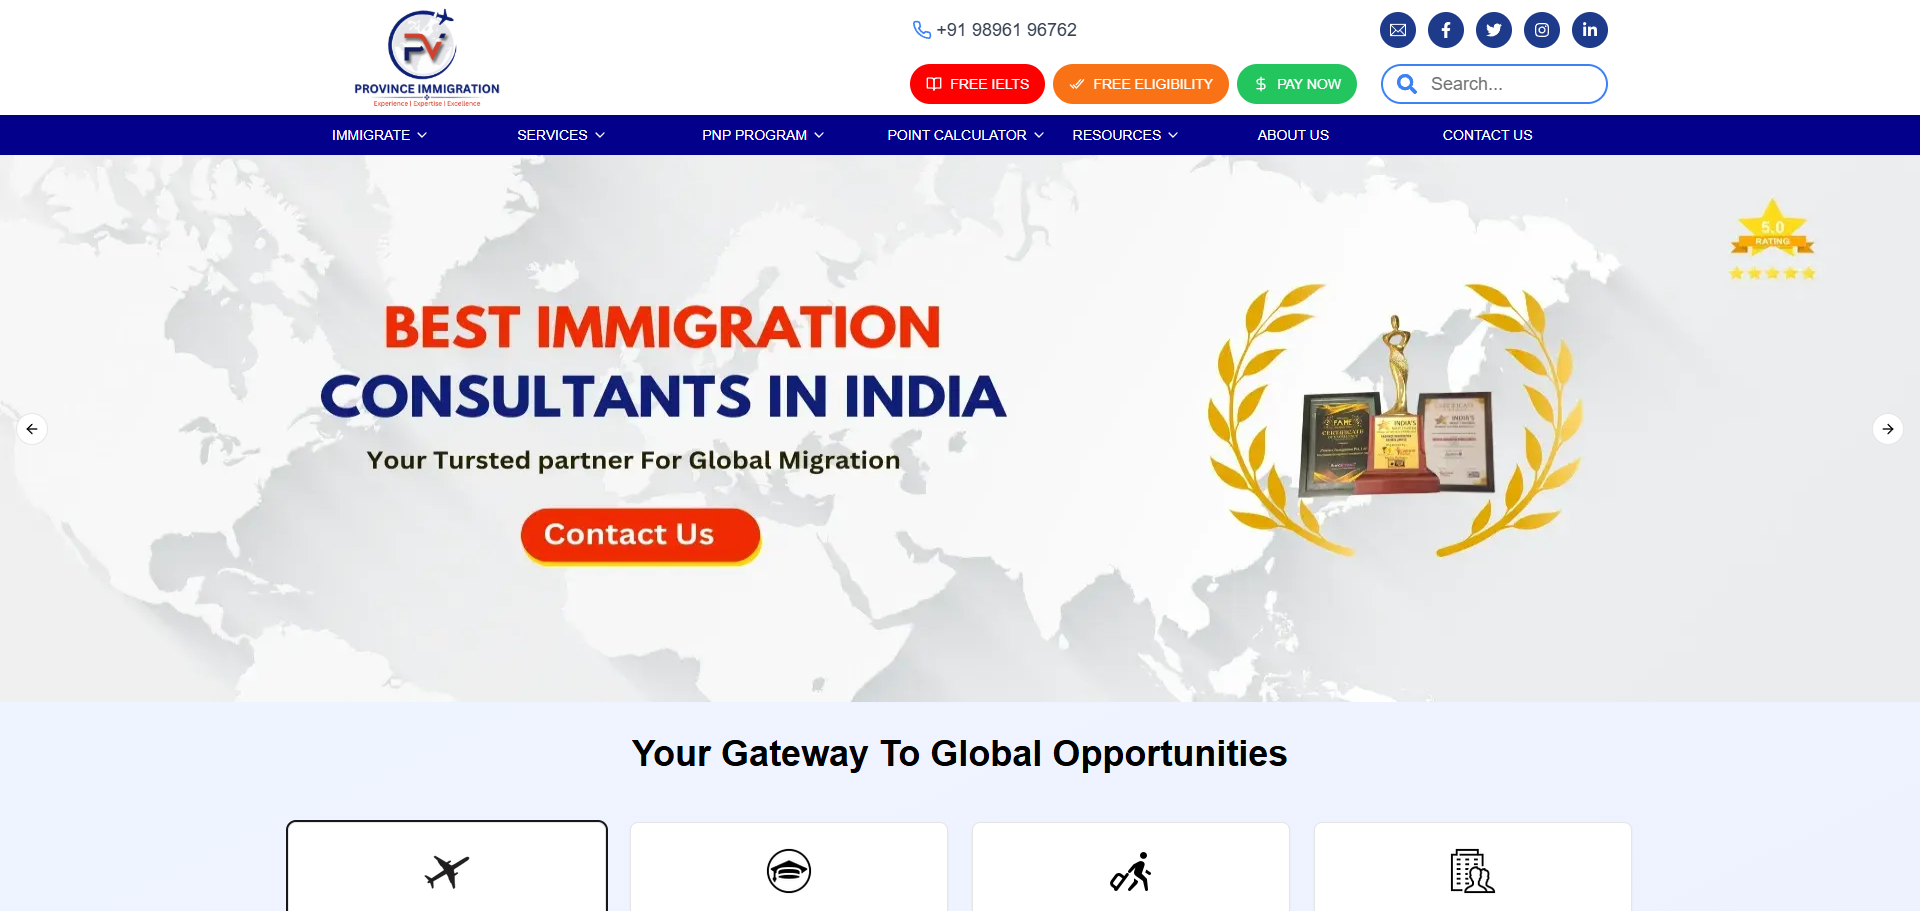 PV
PROVINCE IMMIGRATION
Experience | Expertise | Excellence
+91 98961 96762
FREE IELTS
FREE ELIGIBILITY
PAY NOW
Search...
IMMIGRATE
SERVICES
PNP PROGRAM
POINT CALCULATOR
RESOURCES
ABOUT US
CONTACT US
5.0
RATING
BEST IMMIGRATION
CONSULTANTS IN INDIA
Your Tursted partner For Global Migration
Contact Us
FAME
CERTIFICATE
INDIA'S
CERTIFICATE
INDIA'S
Your Gateway To Global Opportunities